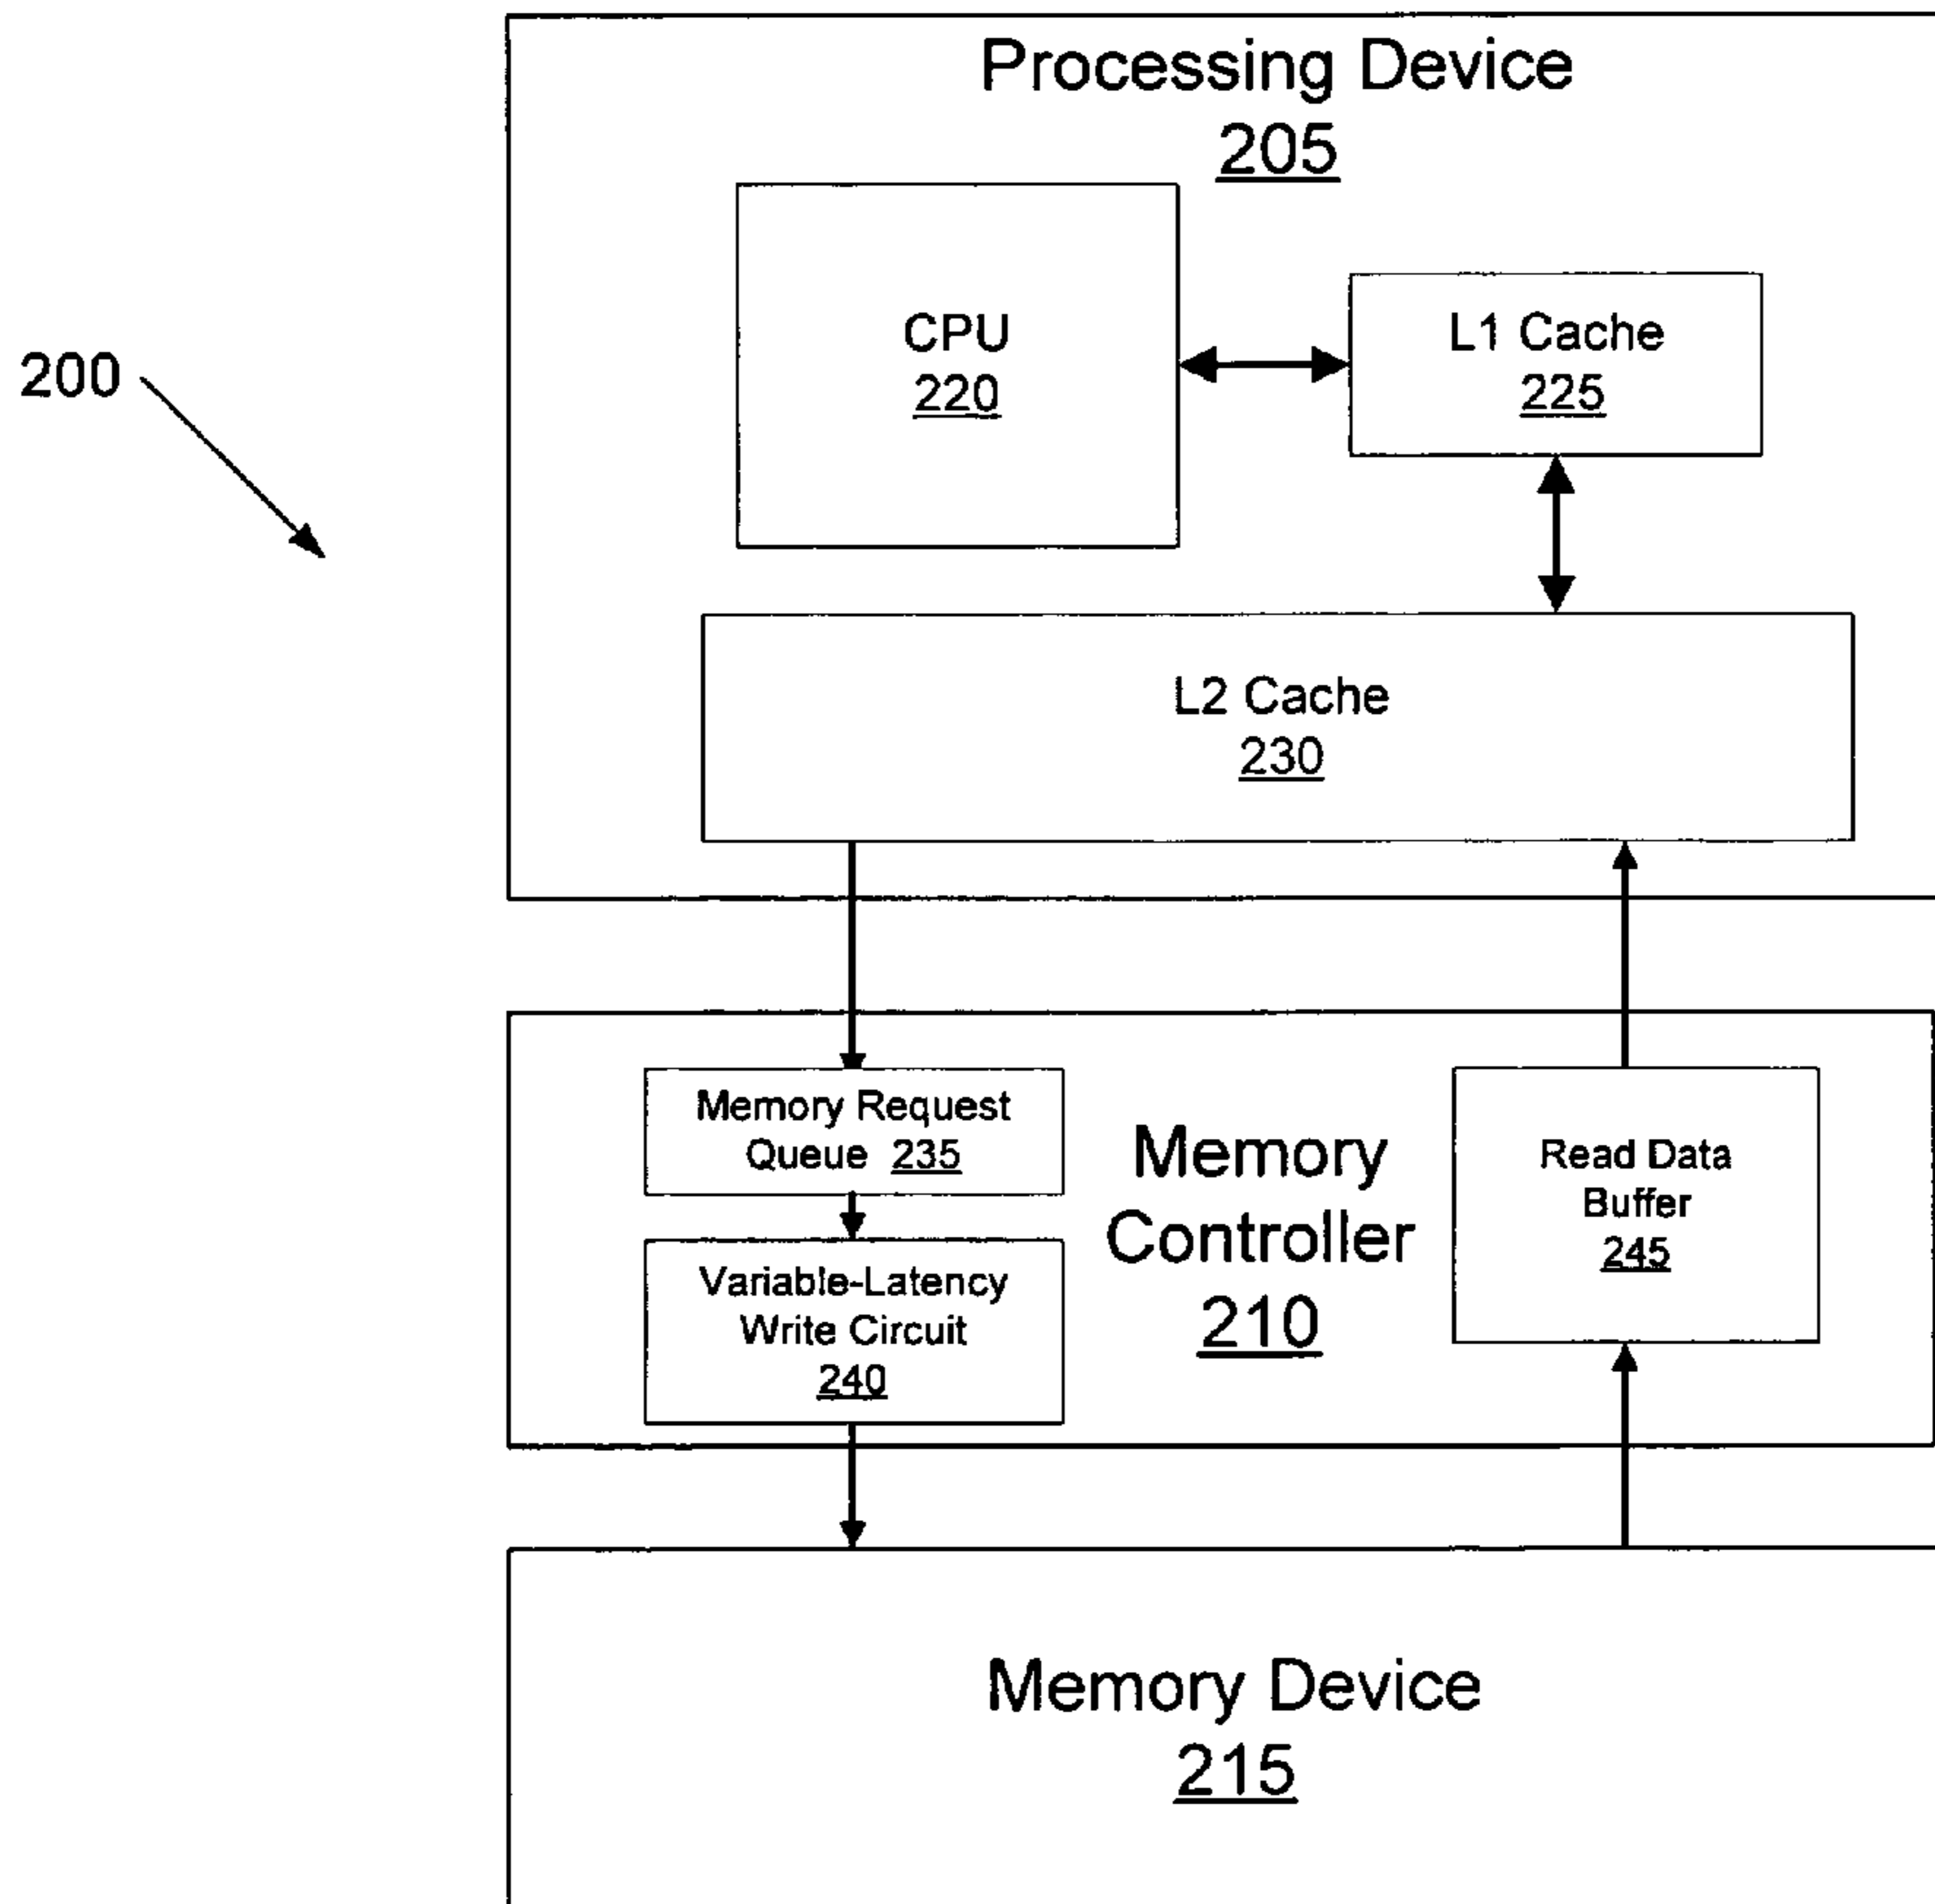 Processing Device
205
CPU
220
L1 Cache
225
200
L2 Cache
230
Memory Request
Queue 235
Variable-Latency
Write Circuit
240
Memory
Controller
210
Read Data
Buffer
245
Memory Device
215